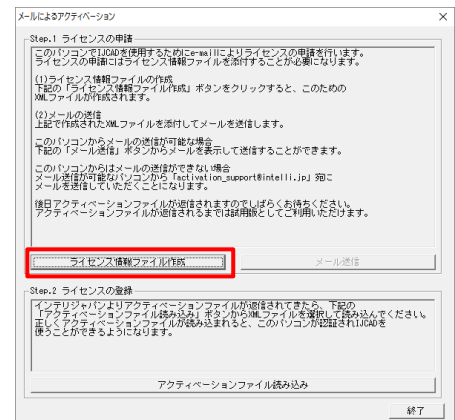 メールによるアクティベーション
Step.1 ライセンスの申請
このパソコンでIJCADを使用するためにe-mailによりライセンスの申請を行います。
ライセンスの申請にはライセンス情報ファイルを添付することが必要になります。
(1)ライセンス情報ファイルの作成
下記の「ライセンス情報ファイル作成」ボタンをクリックすると、このための
XMLファイルが作成されます。
(2)メールの送信
上記で作成されたXMLファイルを添付してメールを送信します。
このパソコンからメールの送信が可能な場合
下記の「メール送信」ボタンからメールを表示して送信することができます。
このパソコンからはメールの送信ができない場合
メール送信が可能なパソコンから「activation_support@intelli.jp」宛に
メールを送信していただくことになります。
後日アクティベーションファイルが返信されますのでしばらくお待ちください。
アクティベーションファイルが返信されるまでは試用版としてご利用いただけます。
ライセンス情報ファイル作成
メール送信
Step.2 ライセンスの登録
インテリジャパンよりアクティベーションファイルが返信されてきたら、下記の
「アクティベーションファイル読み込み」ボタンからXMLファイルを選択して読み込んでください。
正しくアクティベーションファイルが読み込まれると、このパソコンが認証されIJCADを
使うことができるようになります。
アクティベーションファイル読み込み
終了